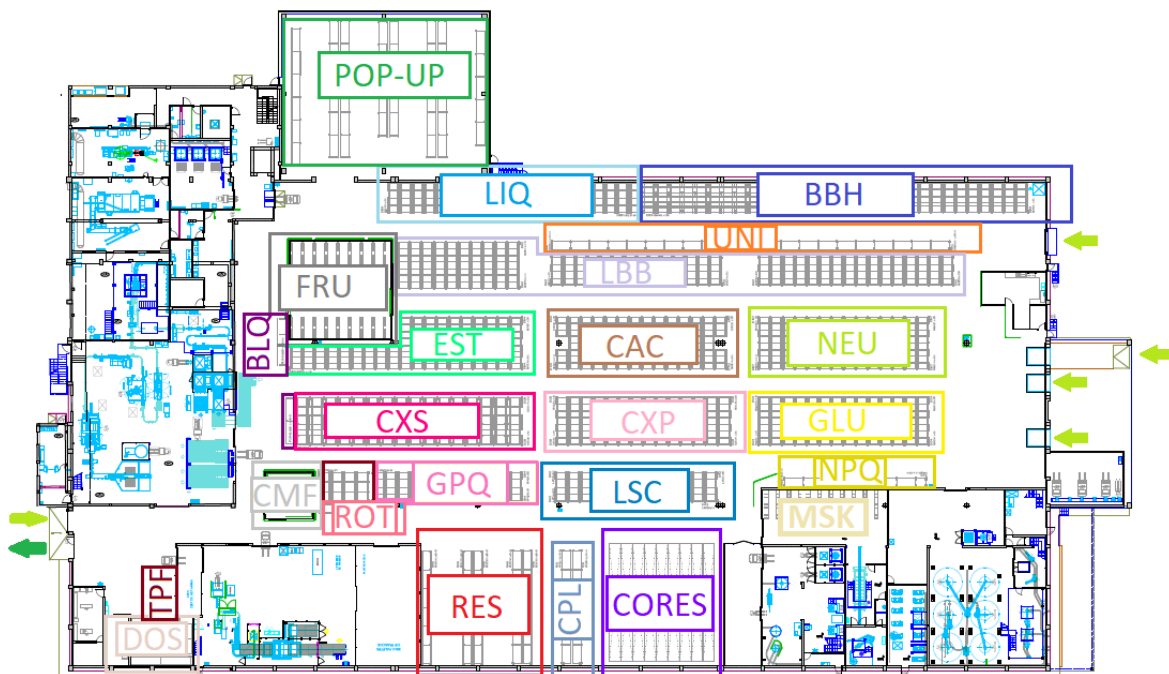 POP-UP
LIQ
BBH
UNI
LBB
FRU
BLQ
EST
CAC
NEU
CXS
CXP
GLU
CMF
ROT
GPQ
LSC
NPQ
MSK
TPF
DOS
RES
CPL
CORES